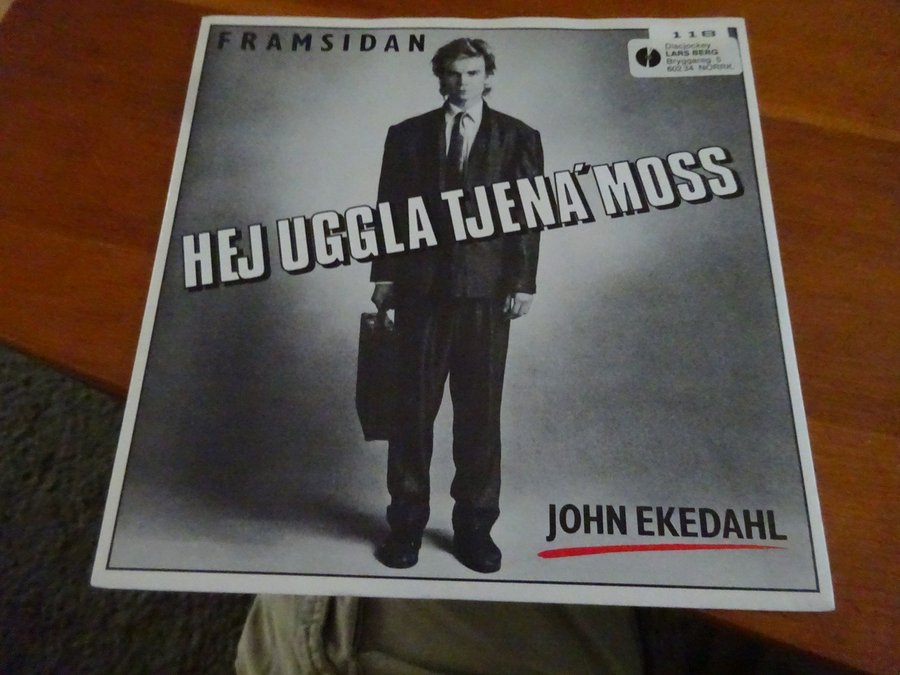 FRAMSIDAN
118
Discjockey
LARS BERG
Bryggareg 5
602 34 NORRK.
HEJ UGGLA TJENA' MOSS
JOHN EKEDAHL